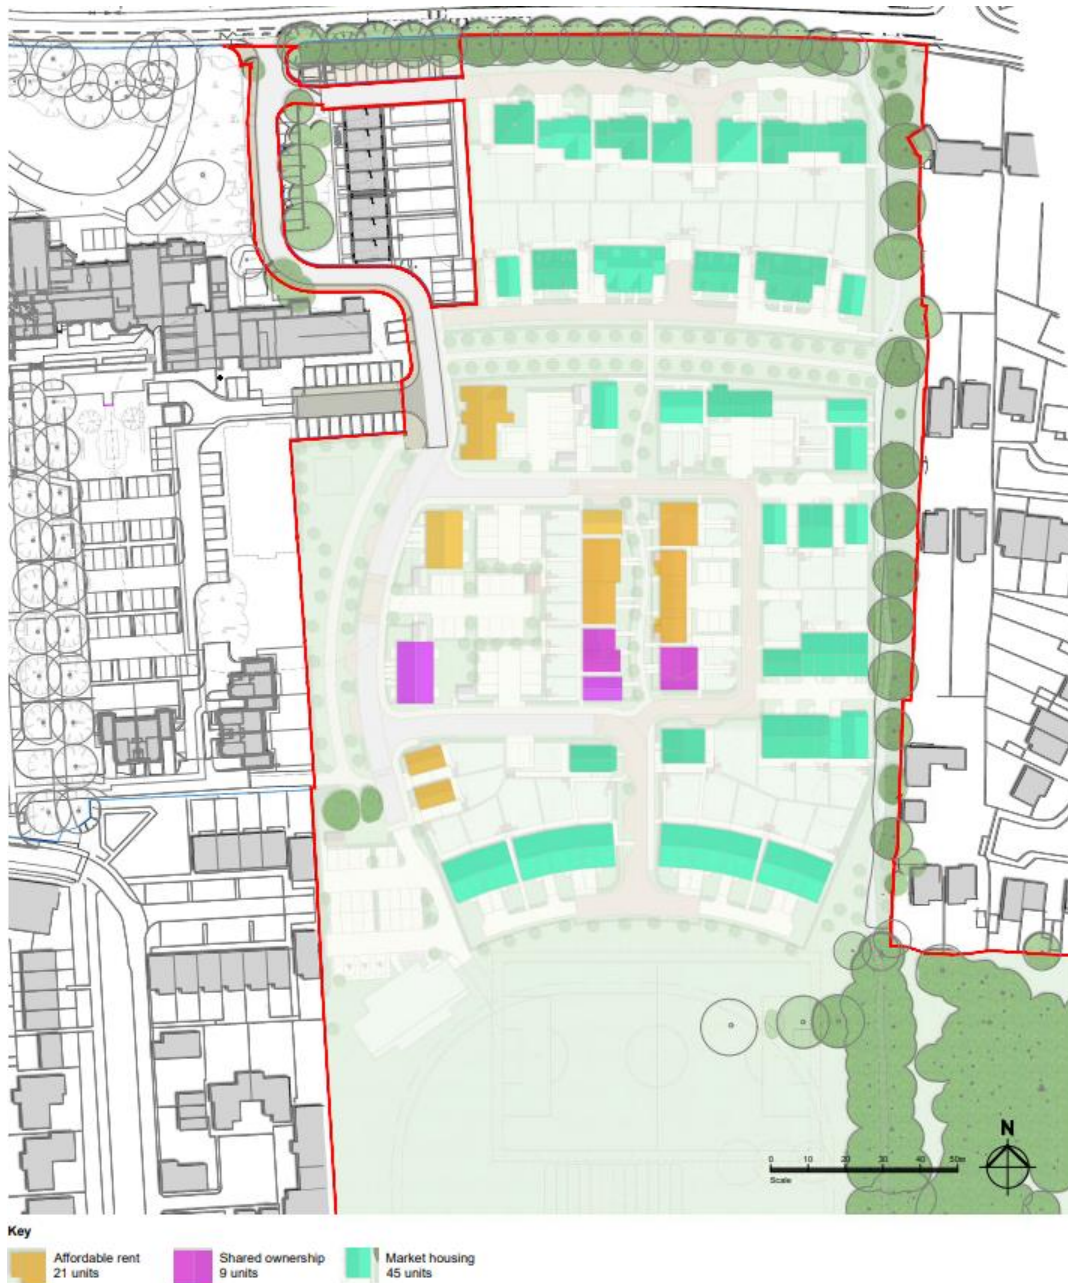 N
0 10 20 30 40 50m
Scale
Key
Affordable rent
21 units
Shared ownership
9 units
Market housing
45 units